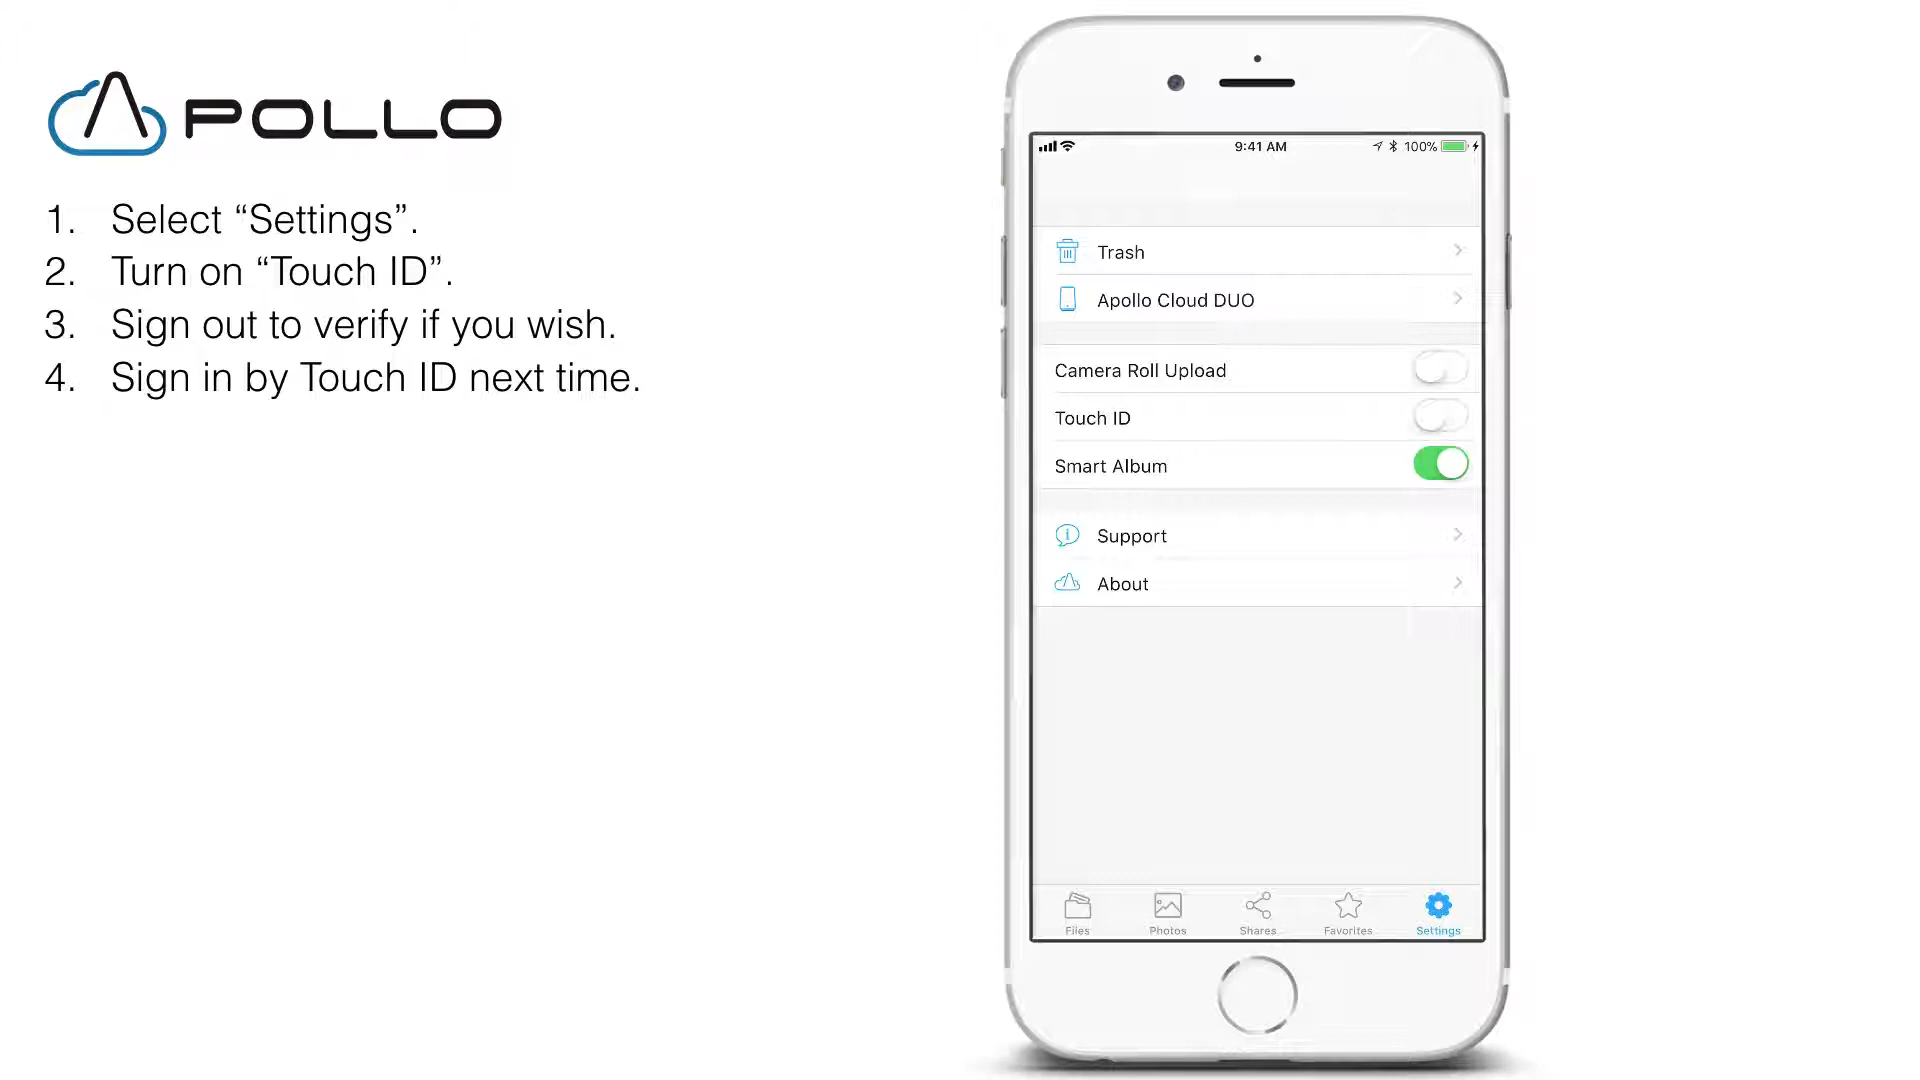 APOLLO
1. Select “Settings”.
2. Turn on “Touch ID”.
3. Sign out to verify if you wish.
4. Sign in by Touch ID next time.
9:41 AM
100%
Trash
Apollo Cloud DUO
Camera Roll Upload
Touch ID
Smart Album
Support
About
Files
Photos
Shares
Favorites
Settings